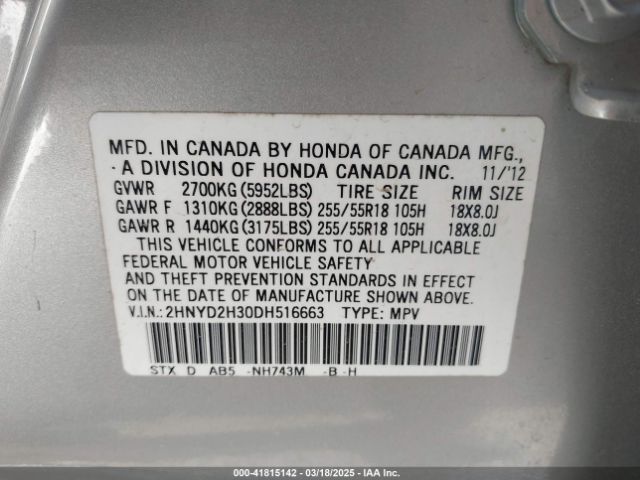 MFD. IN CANADA BY HONDA OF CANADA MFG.,
A DIVISION OF HONDA CANADA INC. 11/'12
GVWR 2700KG(5952LBS) TIRE SIZE RIM SIZE
GAWR F 1310KG(2888LBS) 255/55R18 105H 18X8.0J
GAWR R 1440KG(3175LBS) 255/55R18 105H 18X8.0J
THIS VEHICLE CONFORMS TO ALL APPLICABLE
FEDERAL MOTOR VEHICLE SAFETY
AND THEFT PREVENTION STANDARDS IN EFFECT
ON THE DATE OF MANUFACTURE SHOWN ABOVE.
V.I.N.: 2HNYD2H30DH516663 TYPE: MPV
STX D AB5 -NH743M -B -H
000-41815142 - 03/18/2025 - IAAI.COM